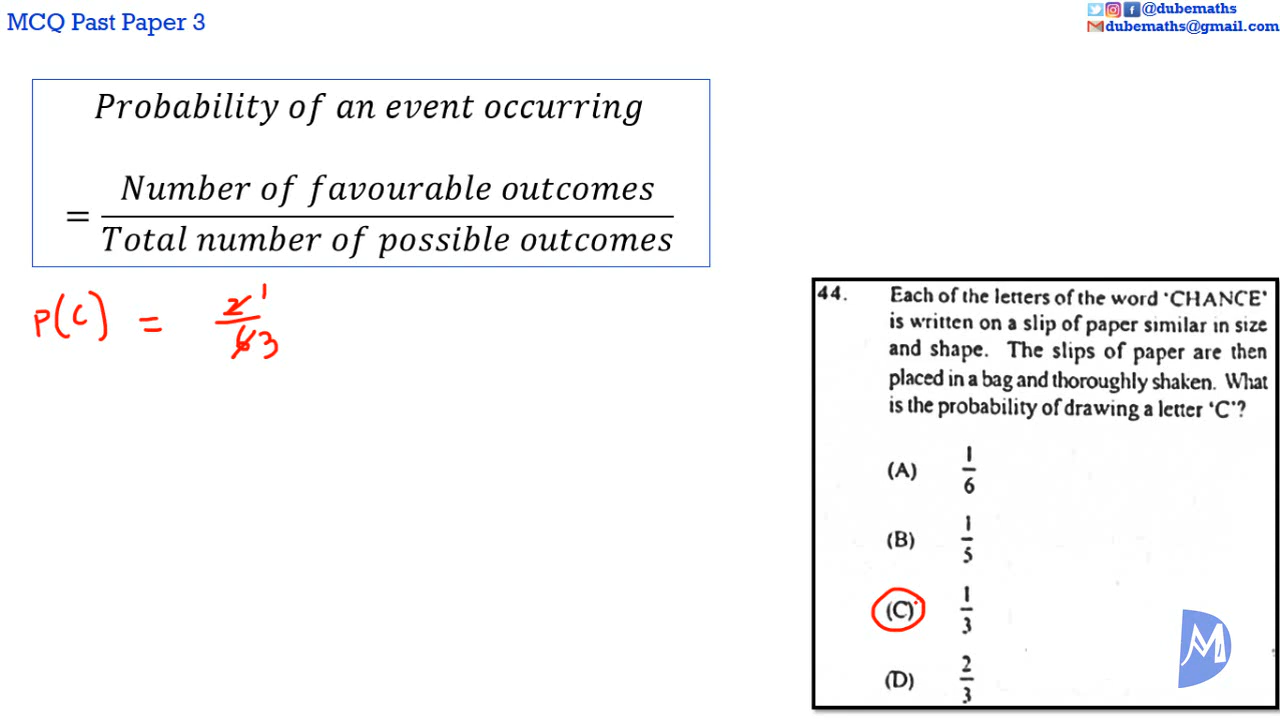 MCQ Past Paper 3
@dubemaths
dubemaths@gmail.com
Probability of an event occurring
= Number of favourable outcomes
Total number of possible outcomes
P(C) = 2 1
6 3
44. Each of the letters of the word ‘CHANCE’
is written on a slip of paper similar in size
and shape. The slips of paper are then
placed in a bag and thoroughly shaken. What
is the probability of drawing a letter ‘C’?
(A) 1
6
(B) 1
5
(C) 1
3
(D) 2
3
M